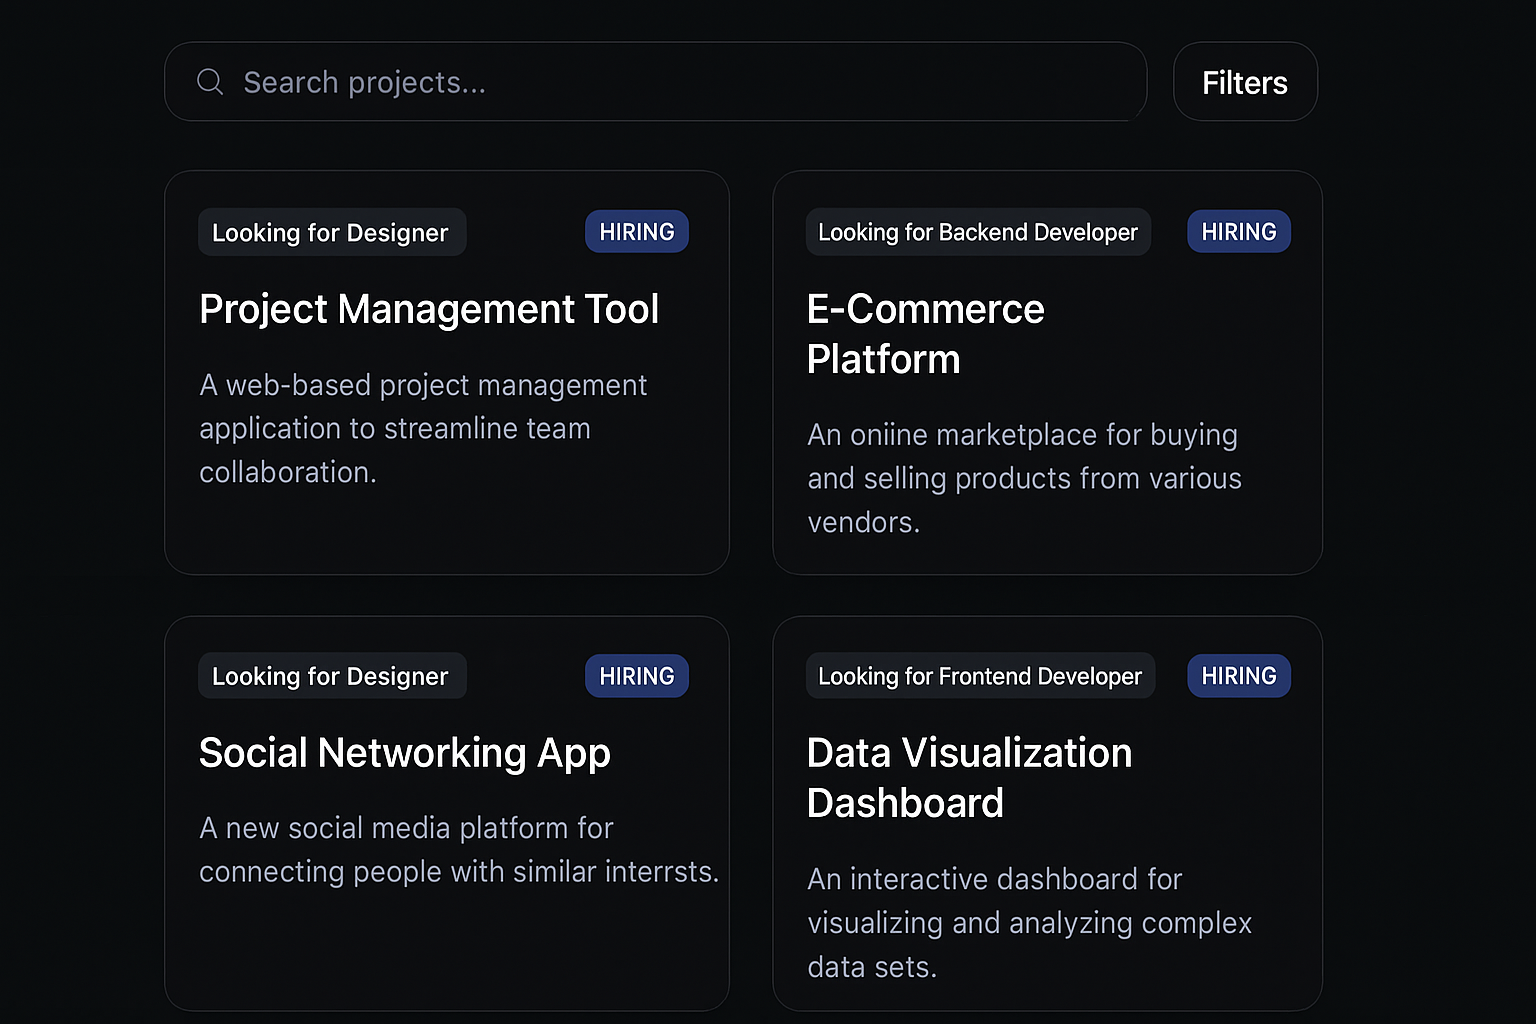 Search projects...
Filters
Looking for Designer
HIRING
Project Management Tool
A web-based project management
application to streamline team
collaboration.
Looking for Backend Developer
HIRING
E-Commerce
Platform
An oniine marketplace for buying
and selling products from various
vendors.
Looking for Designer
HIRING
Social Networking App
A new social media platform for
connecting people with similar interrsts.
Looking for Frontend Developer
HIRING
Data Visualization
Dashboard
An interactive dashboard for
visualizing and analyzing complex
data sets.